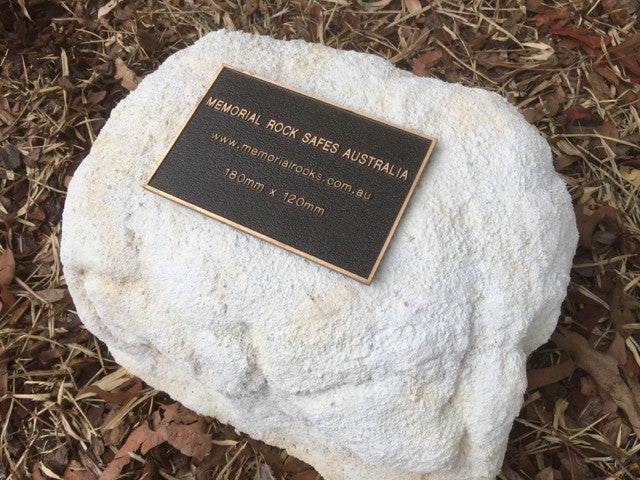 MEMORIAL ROCK SAFES AUSTRALIA
www.memorialrocks.com.au
180mm x 120mm